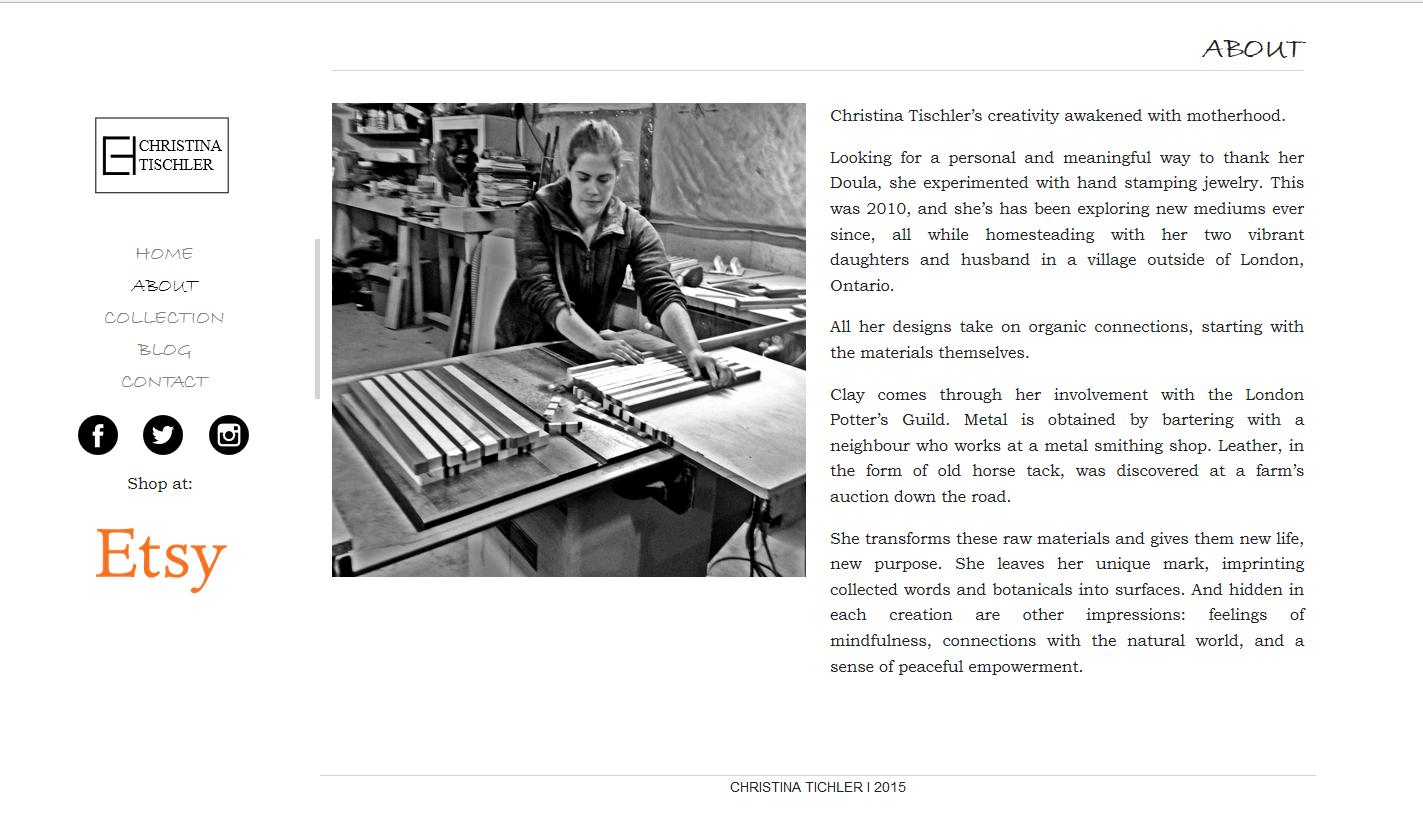 ABOUT
CHRISTINA
TISCHLER
HOME
ABOUT
COLLECTION
BLOG
CONTACT
Shop at:
Etsy
Christina Tischler’s creativity awakened with motherhood.
Looking for a personal and meaningful way to thank her
Doula, she experimented with hand stamping jewelry. This
was 2010, and she’s has been exploring new mediums ever
since, all while homesteading with her two vibrant
daughters and husband in a village outside of London,
Ontario.
All her designs take on organic connections, starting with
the materials themselves.
Clay comes through her involvement with the London
Potter’s Guild. Metal is obtained by bartering with a
neighbour who works at a metal smithing shop. Leather, in
the form of old horse tack, was discovered at a farm’s
auction down the road.
She transforms these raw materials and gives them new life,
new purpose. She leaves her unique mark, imprinting
collected words and botanicals into surfaces. And hidden in
each creation are other impressions: feelings of
mindfulness, connections with the natural world, and a
sense of peaceful empowerment.
CHRISTINA TICHLER I 2015